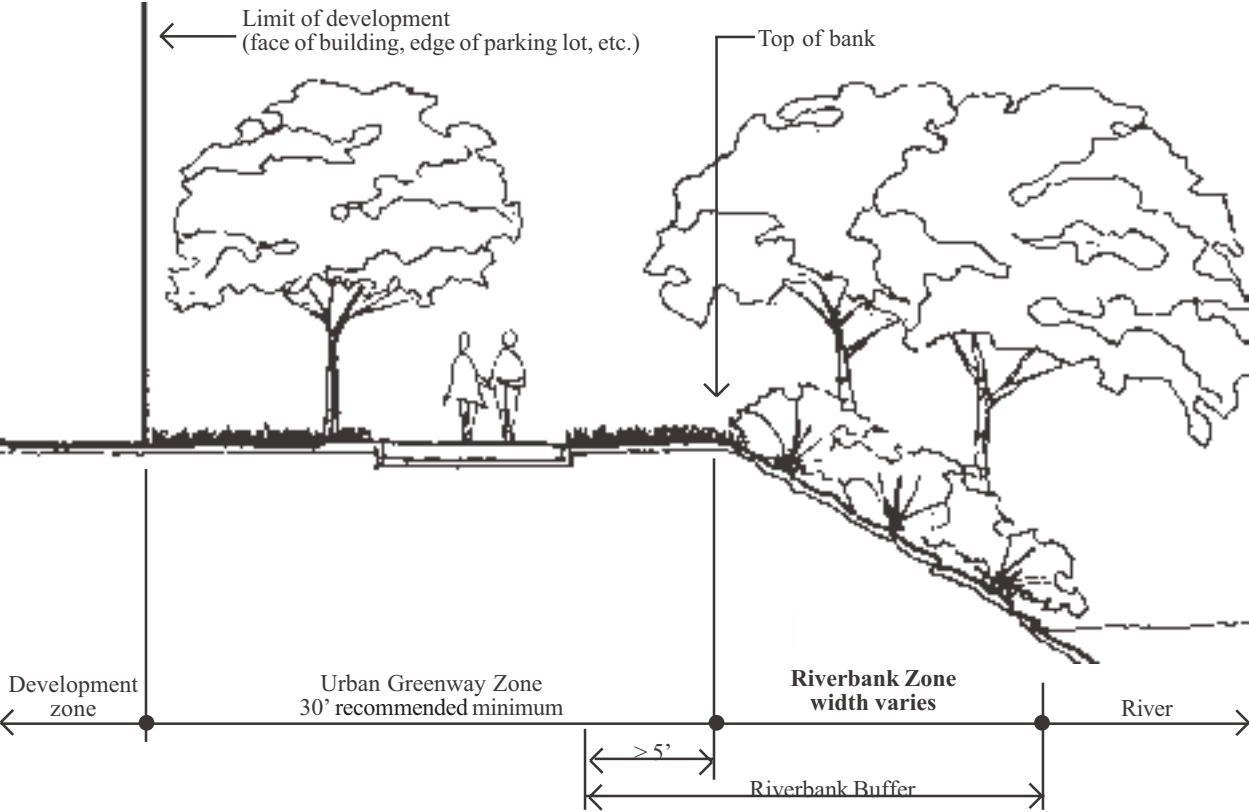 Limit of development
(face of building, edge of parking lot, etc.)
Top of bank
Development
zone
Urban Greenway Zone
30’ recommended minimum
Riverbank Zone
width varies
River
> 5’
Riverbank Buffer